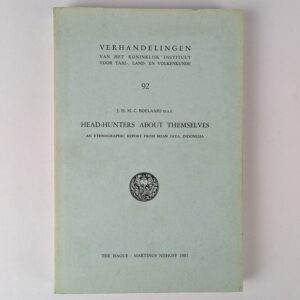 VERHANDELINGEN
VAN HET KONINKLIJK INSTITUUT
VOOR TAAL-, LAND- EN VOLKENKUNDE
92
J. H. M. C. BOELAARS M.S.C.
HEAD-HUNTERS ABOUT THEMSELVES
AN ETHNOGRAPHIC REPORT FROM IRIAN JAYA, INDONESIA
THE HAGUE - MARTINUS NIJHOFF 1981